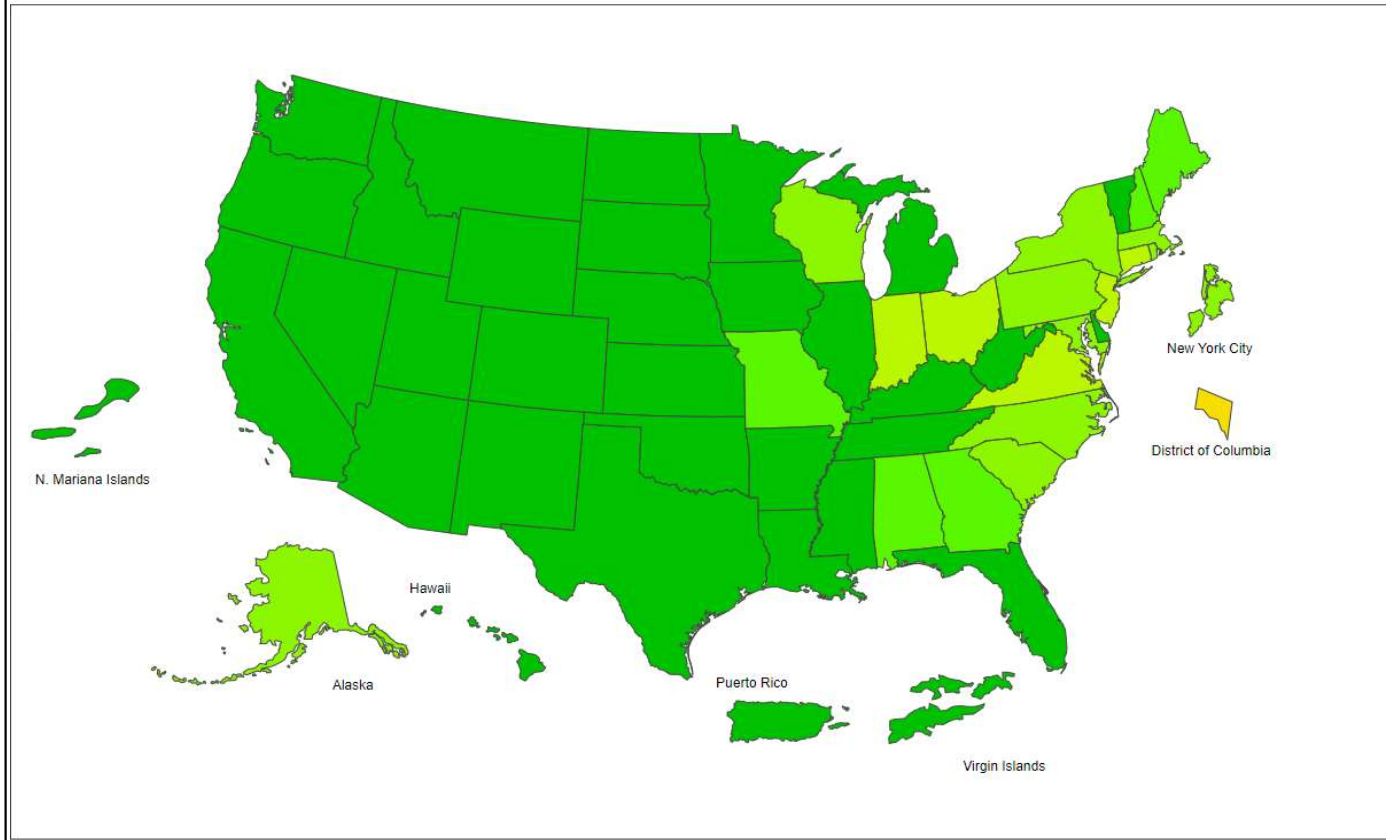 New York City
District of Columbia
N. Mariana Islands
Hawaii
Alaska
Puerto Rico
Virgin Islands